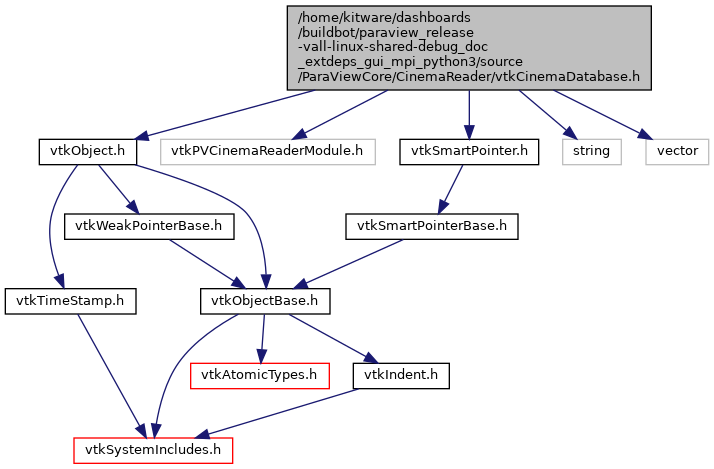 /home/kitware/dashboards
/buildbot/paraview_release
-vall-linux-shared-debug_doc
_extdeps_gui_mpi_python3/source
/ParaViewCore/CinemaReader/vtkCinemaDatabase.h
vtkObject.h
vtkPVCinemaReaderModule.h
vtkSmartPointer.h
string
vector
vtkWeakPointerBase.h
vtkSmartPointerBase.h
vtkTimeStamp.h
vtkObjectBase.h
vtkAtomicTypes.h
vtkIndent.h
vtkSystemIncludes.h